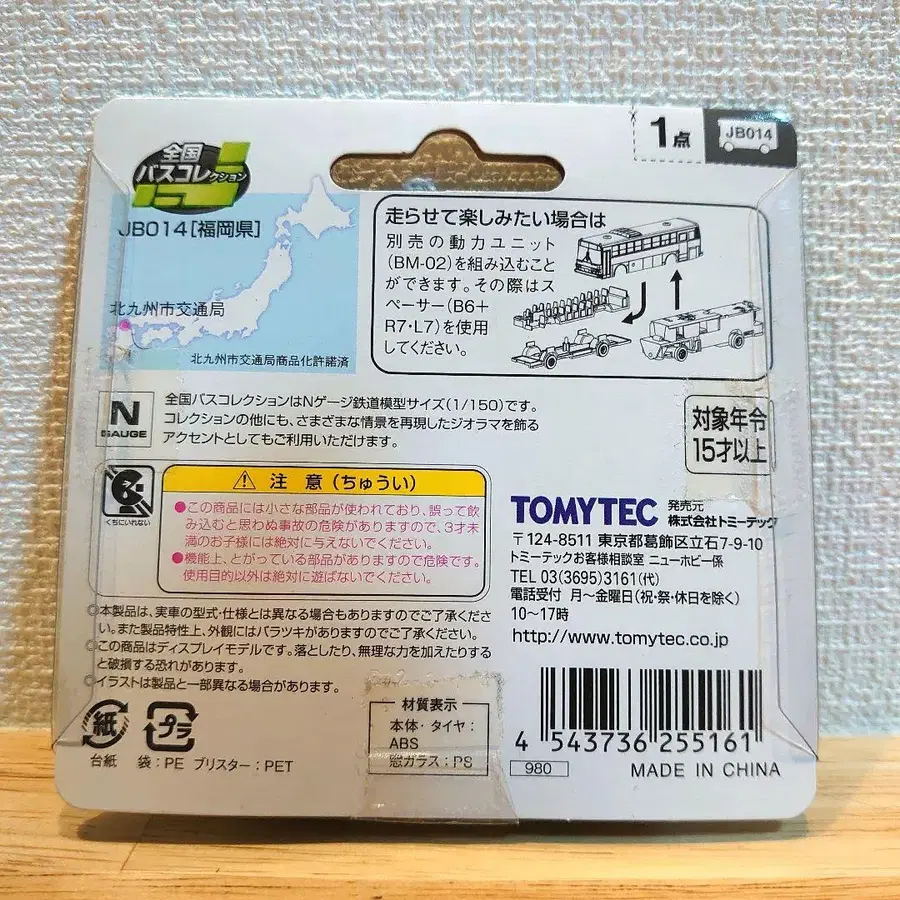 1点
JB014
全国
バスコレクション
JB014[福岡県]
北九州市交通局
北九州市交通局商品化許諾済
走らせて楽しみたい場合は
別売の動力ユニット
(BM-02)を組み込むこと
ができます。その際はス
ペーサー(B6+
R7・L7)を使用
してください。
N
GAUGE
全国バスコレクションはNゲージ鉄道模型サイズ(1/150)です。
コレクションの他にも、さまざまな情景を再現したジオラマを飾る
アクセントとしてもご利用いただけます。
対象年令
15才以上
くちにいれない
注意(ちゅうい)
●この商品には小さな部品が使われており、誤って飲
み込むと思わぬ事故の危険がありますので、3才未
満のお子様には絶対に与えないでください。
●機能上、とがっている部品がありますので危険です。
使用目的以外は絶対に遊ばないでください。
TOMYTEC 発売元
株式会社トミーテック
〒124-8511 東京都葛飾区立石7-9-10
トミーテックお客様相談室 ニューホビー係
TEL 03(3695)3161(代)
電話受付 月〜金曜日(祝・祭・休日を除く)
10〜17時
http://www.tomytec.co.jp
◎本製品は、実車の型式・仕様とは異なる場合もありますのでご了承くださ
い。また製品特性上、外観にはバラツキがありますのでご了承ください。
◎この商品はディスプレイモデルです。落としたり、無理な力を加えたりする
と破損する恐れがあります。
◎イラストは製品と一部異なる場合があります。
紙
台紙
プラ
袋:PE ブリスター:PET
材質表示
本体・タイヤ:
ABS
窓ガラス:PS
4 543736 255161
980
MADE IN CHINA